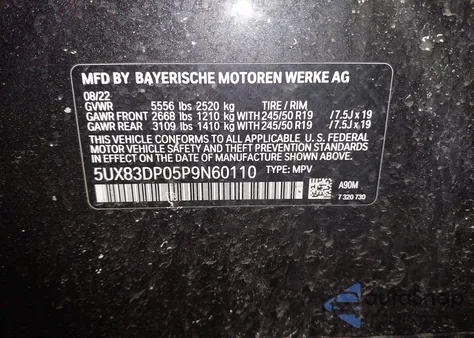 MFD BY BAYERISCHE MOTOREN WERKE AG
08/22
GVWR 5556 lbs 2520 kg TIRE / RIM
GAWR FRONT 2668 lbs 1210 kg WITH 245/50 R19 /7.5J x 19
GAWR REAR 3109 lbs 1410 kg WITH 245/50 R19 /7.5J x 19
THIS VEHICLE CONFORMS TO ALL APPLICABLE U.S. FEDERAL
MOTOR VEHICLE SAFETY AND THEFT PREVENTION STANDARDS
IN EFFECT ON THE DATE OF MANUFACTURE SHOWN ABOVE.
5UX83DP05P9N60110 TYPE: MPV
A90M
7 320 730
AutoShop